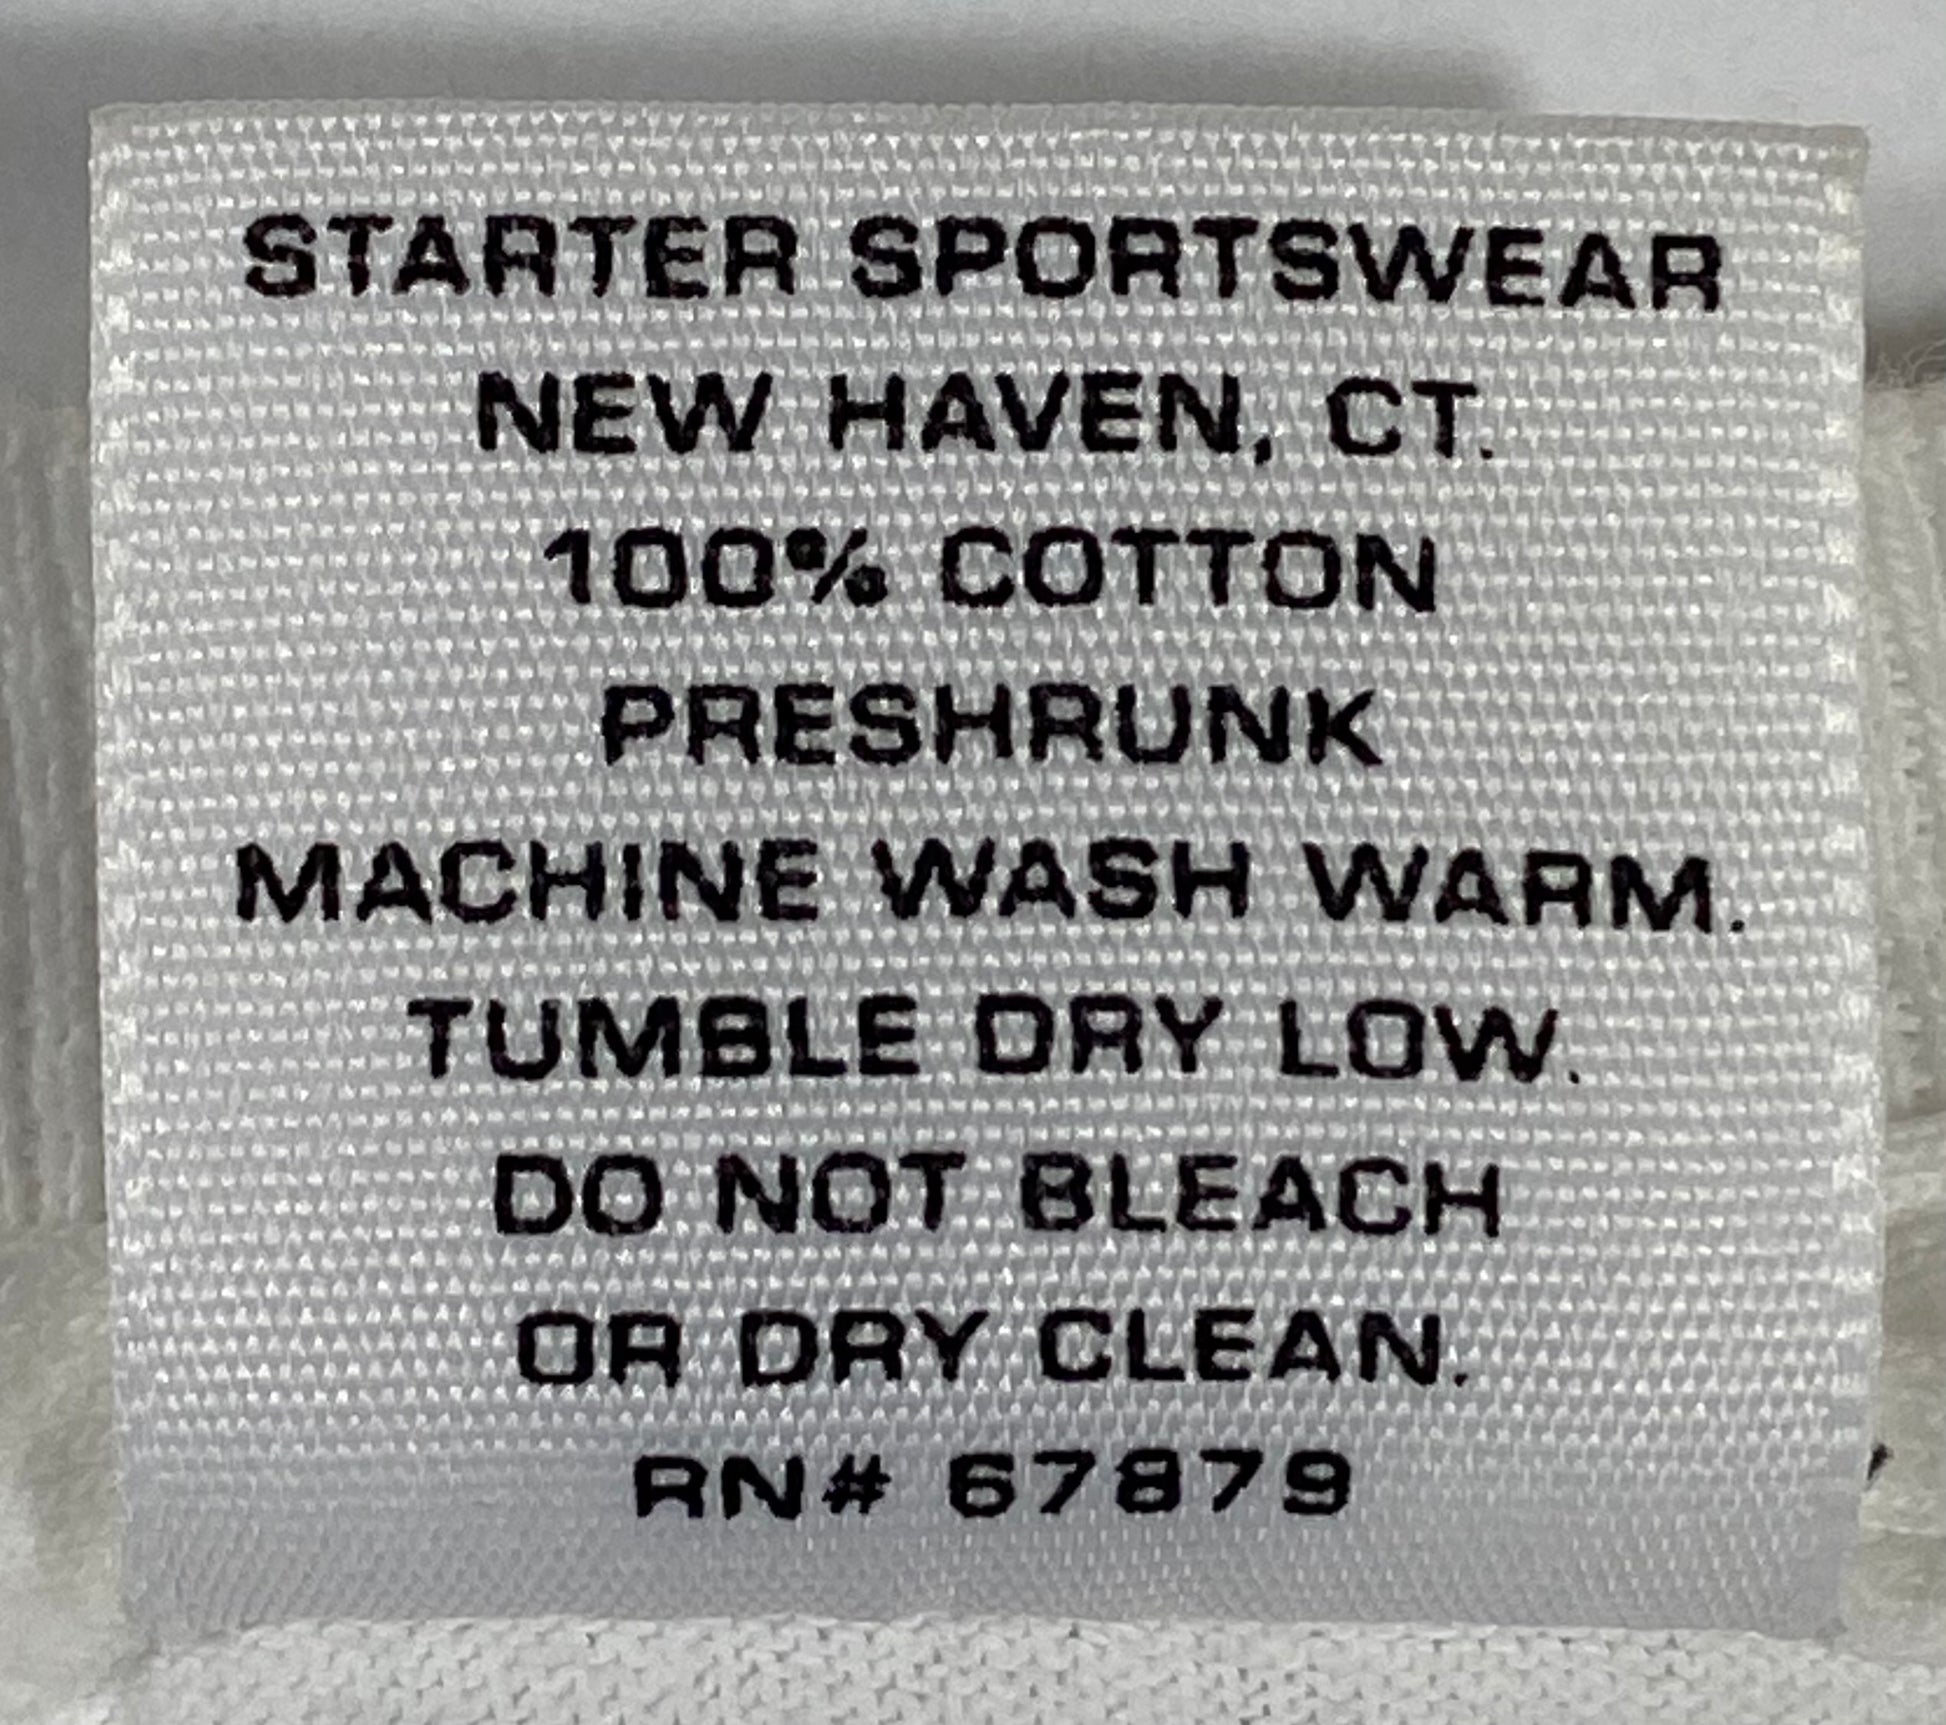 STARTER SPORTSWEAR
NEW HAVEN, CT.
100% COTTON
PRESHRUNK
MACHINE WASH WARM.
TUMBLE DRY LOW.
DO NOT BLEACH
OR DRY CLEAN.
RN# 67879